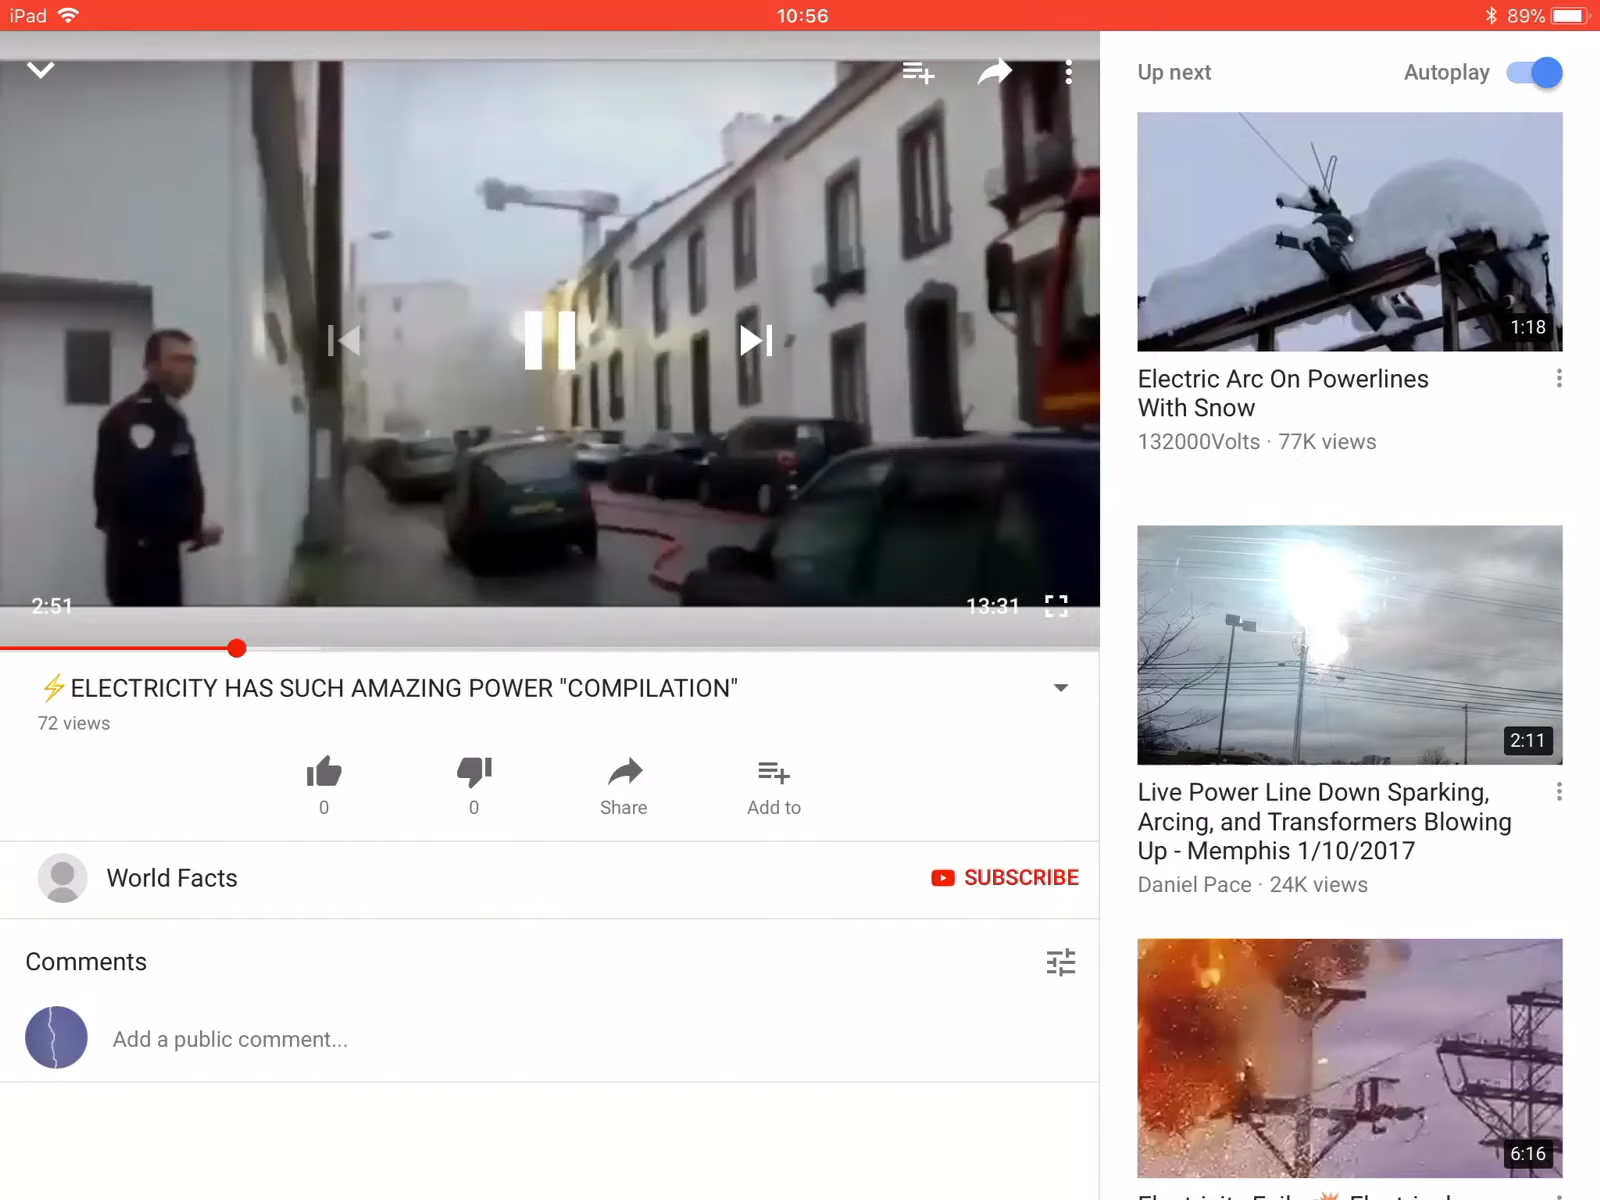 iPad
10:56
89%
2:51
13:31
⚡ELECTRICITY HAS SUCH AMAZING POWER "COMPILATION"
72 views
0
0
Share
Add to
World Facts
SUBSCRIBE
Comments
Add a public comment...
Up next
Autoplay
1:18
Electric Arc On Powerlines
With Snow
132000Volts · 77K views
2:11
Live Power Line Down Sparking,
Arcing, and Transformers Blowing
Up - Memphis 1/10/2017
Daniel Pace · 24K views
6:16